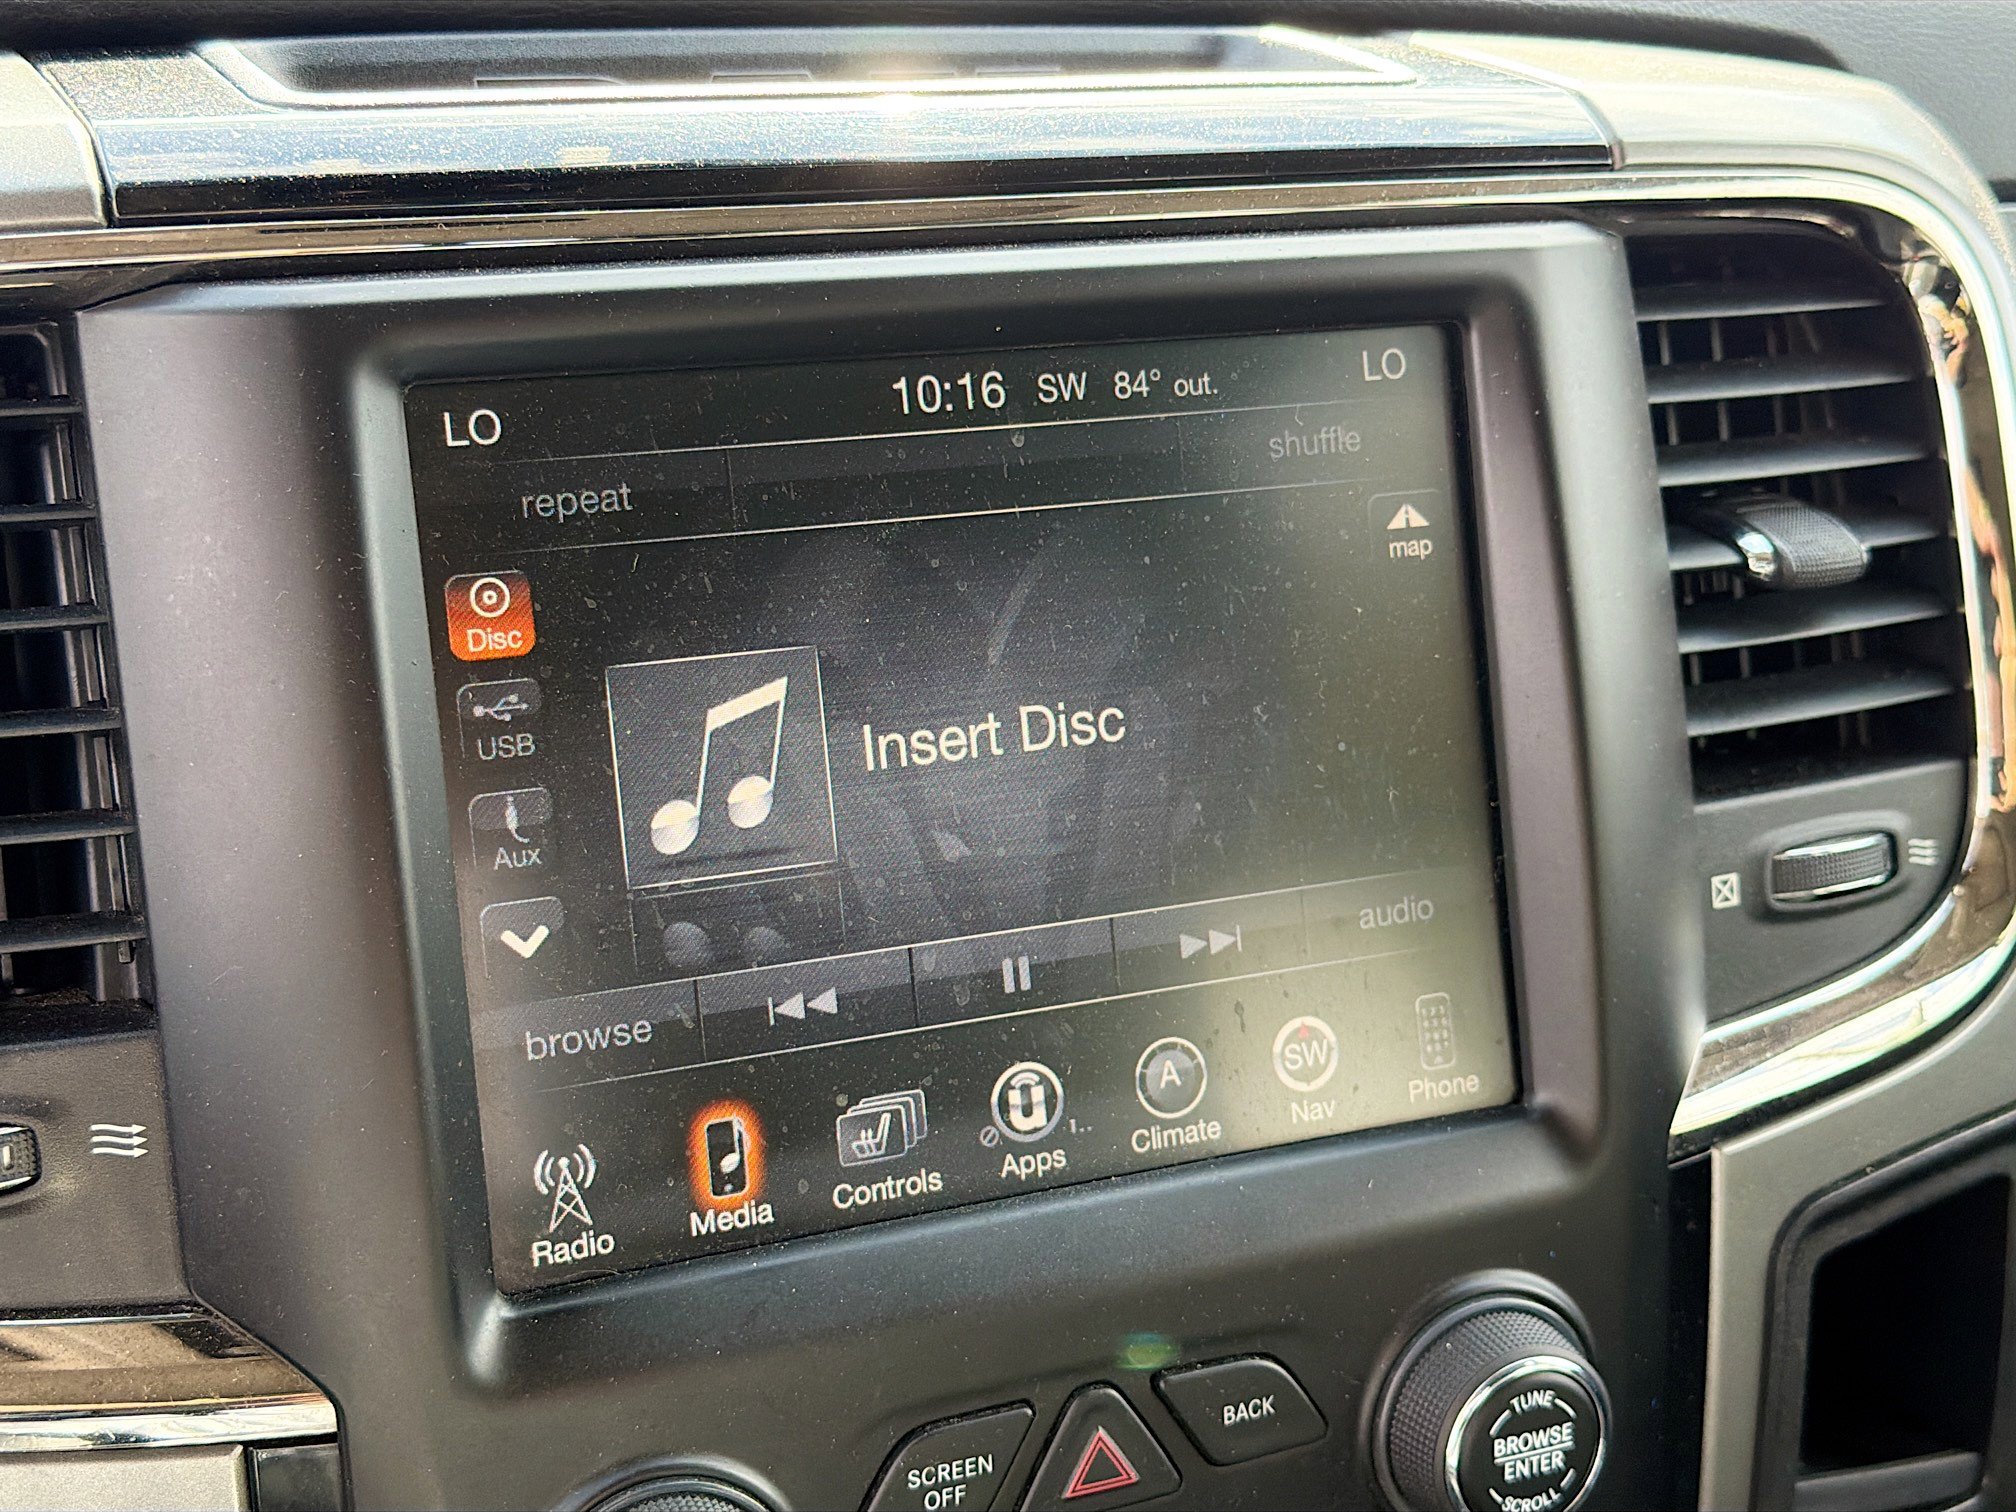 LO
10:16 SW 84° out.
LO
repeat
shuffle
map
Disc
USB
Aux
Insert Disc
browse
audio
Radio
Media
Controls
Apps
1..
A
Climate
SW
Nav
Phone
SCREEN
OFF
BACK
TUNE
BROWSE
ENTER
SCROLL